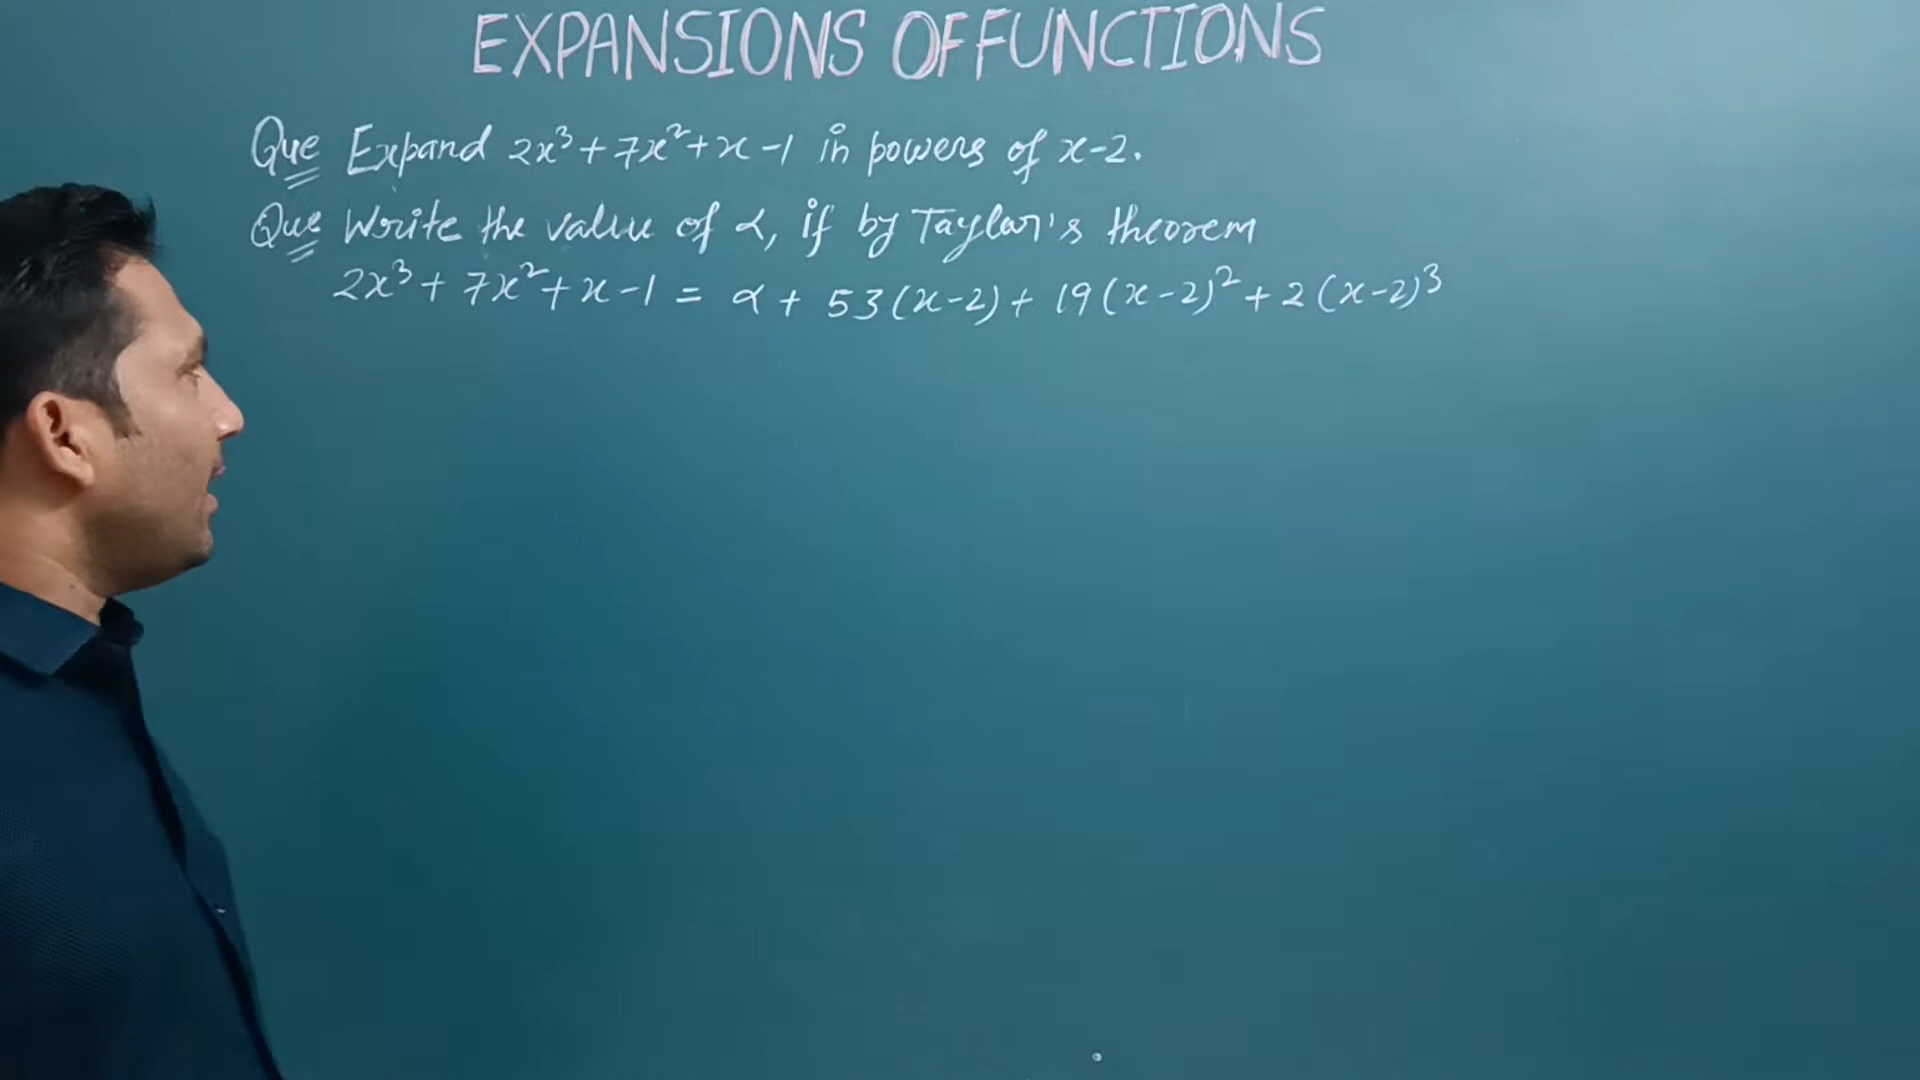 EXPANSIONS OF FUNCTIONS
Que Expand 2x³+7x²+x-1 in powers of x-2.
Que Write the value of α, if by Taylor's theorem
2x³+ 7x²+x-1 = α + 53(x-2)+ 19(x-2)²+2(x-2)³